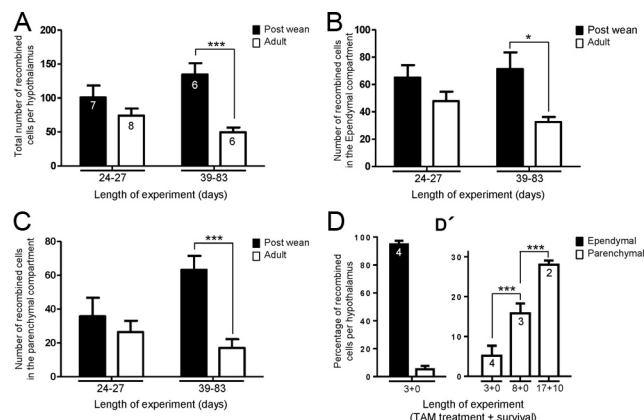 A
Total number of recombined
cells per hypothalamus
200
150
100
50
0
Post wean
Adult
***
7
8
6
6
24-27
39-83
Length of experiment (days)
B
Number of recombined cells
in the Ependymal compartment
100
80
60
40
20
0
Post wean
Adult
*
24-27
39-83
Length of experiment (days)
C
Number of recombined cells
in the parenchymal compartment
80
60
40
20
0
Post wean
Adult
***
24-27
39-83
Length of experiment (days)
D
Percentage of recombined
cells per hypothalamus
100
80
60
40
20
0
4
3+0
D´
Ependymal
Parenchymal
30
20
10
0
***
***
4
3
2
3+0
8+0
17+10
Length of experiment
(TAM treatment + survival)